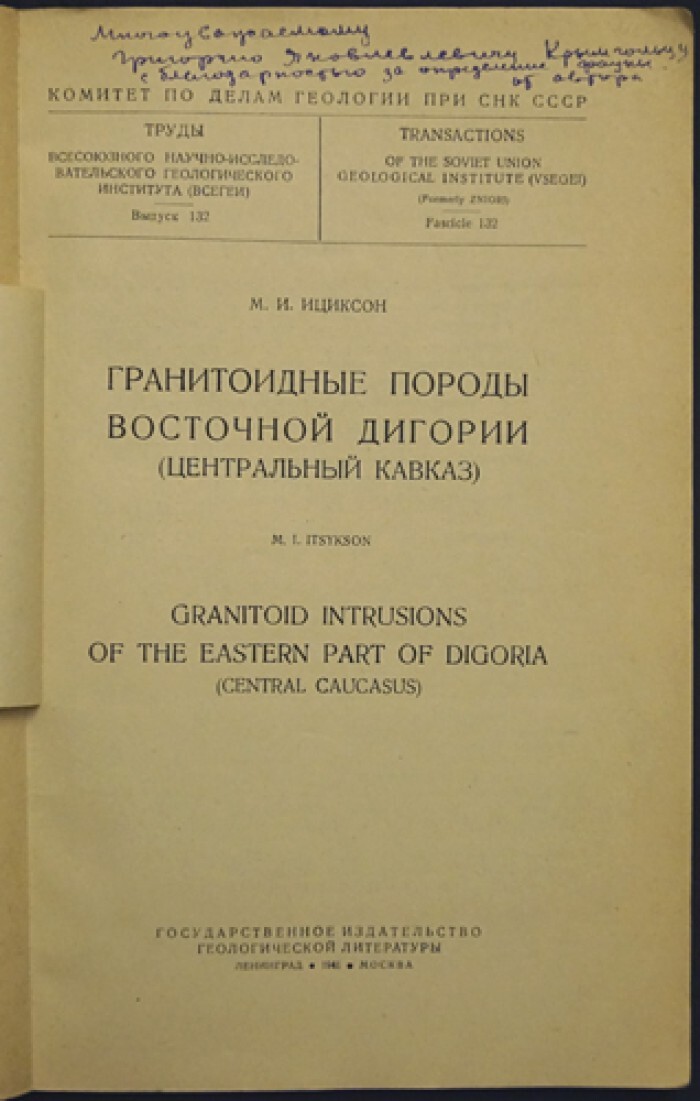 Многоуважаемому
Григорию Яковлевичу Крымгольцу
с благодарностью за определение фауны
от автора
КОМИТЕТ ПО ДЕЛАМ ГЕОЛОГИИ ПРИ СНК СССР
ТРУДЫ
ВСЕСОЮЗНОГО НАУЧНО-ИССЛЕДО-
ВАТЕЛЬСКОГО ГЕОЛОГИЧЕСКОГО
ИНСТИТУТА (ВСЕГЕИ)
Выпуск 132
TRANSACTIONS
OF THE SOVIET UNION
GEOLOGICAL INSTITUTE (VSEGEI)
(Formerly ZNIGRI)
Fascicle 132
М. И. ИЦИКСОН
ГРАНИТОИДНЫЕ ПОРОДЫ
ВОСТОЧНОЙ ДИГОРИИ
(ЦЕНТРАЛЬНЫЙ КАВКАЗ)
M. I. ITSYKSON
GRANITOID INTRUSIONS
OF THE EASTERN PART OF DIGORIA
(CENTRAL CAUCASUS)
ГОСУДАРСТВЕННОЕ ИЗДАТЕЛЬСТВО
ГЕОЛОГИЧЕСКОЙ ЛИТЕРАТУРЫ
ЛЕНИНГРАД • • МОСКВА